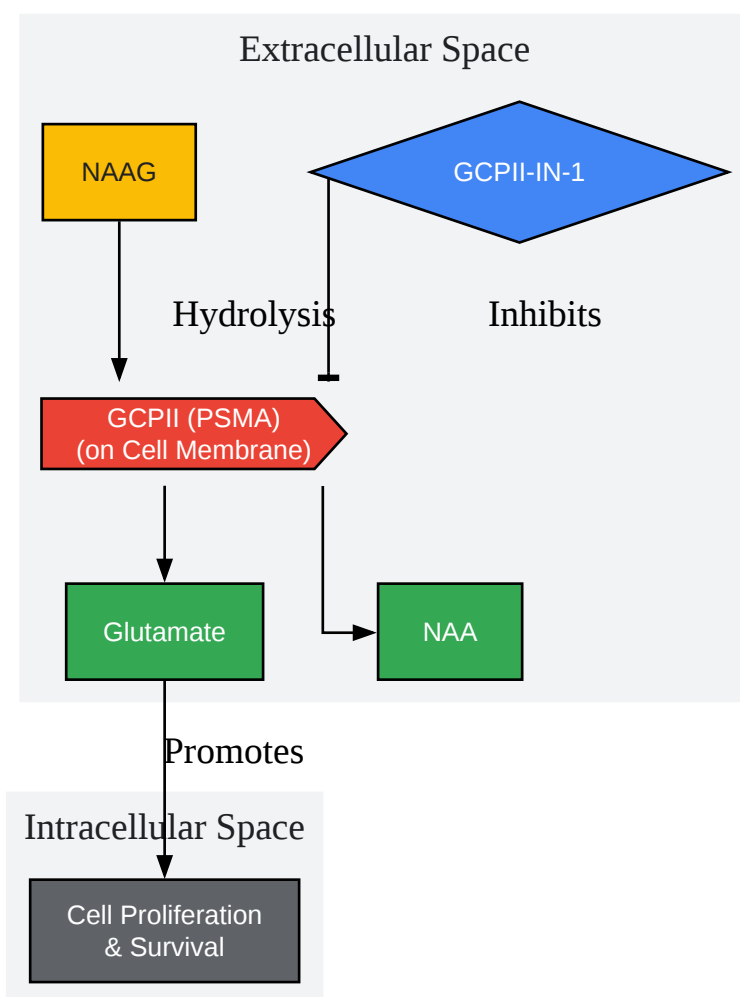 Extracellular Space
NAAG
GCPII-IN-1
Hydrolysis
Inhibits
GCPII (PSMA)
(on Cell Membrane)
Glutamate
NAA
Promotes
Intracellular Space
Cell Proliferation
& Survival